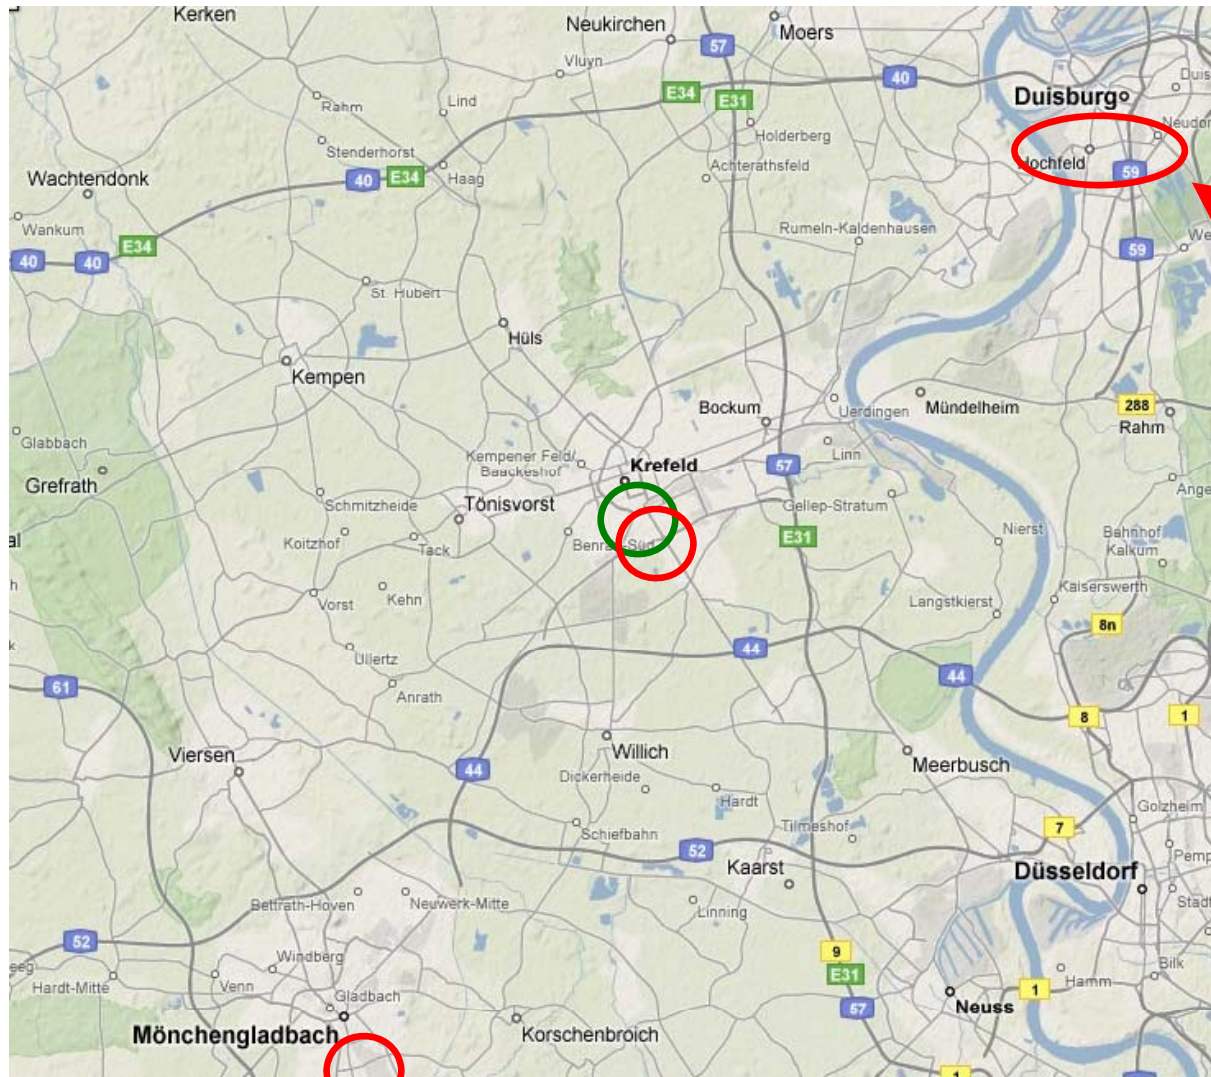 Kerken
Neukirchen
Moers
57
Vluyn
40
E34
E31
Duisburg
Rahm
Lind
Holderberg
Stenderhorst
Hochfeld
59
Achterathsfeld
Haag
40
E34
Wachtendonk
Wankum
E34
Rumeln-Kaldenhausen
59
40
40
St. Hubert
Hüls
Kempen
Bockum
Uerdingen
Mündelheim
288
Rahm
Glabbach
Kempener Feld/
Baackeshof
Krefeld
57
Linn
Grefrath
Schmitzheide
Tönisvorst
Gellep-Stratum
Koitzhof
Tack
E31
Nierst
Bahnhof
Kalkum
Kehn
Vorst
Langstkierst
Kaiserswerth
8n
Üllertz
44
44
Anrath
61
8
1
Viersen
Willich
Meerbusch
44
Dickerheide
Hardt
Golzheim
Schiefbahn
Tilmeshof
7
52
Kaarst
Düsseldorf
Bettrath-Hoven
Neuwerk-Mitte
Linning
52
9
Windberg
E31
Bilk
Hardt-Mitte
Venn
Hamm
1
Gladbach
57
Neuss
Mönchengladbach
Korschenbroich
1
52